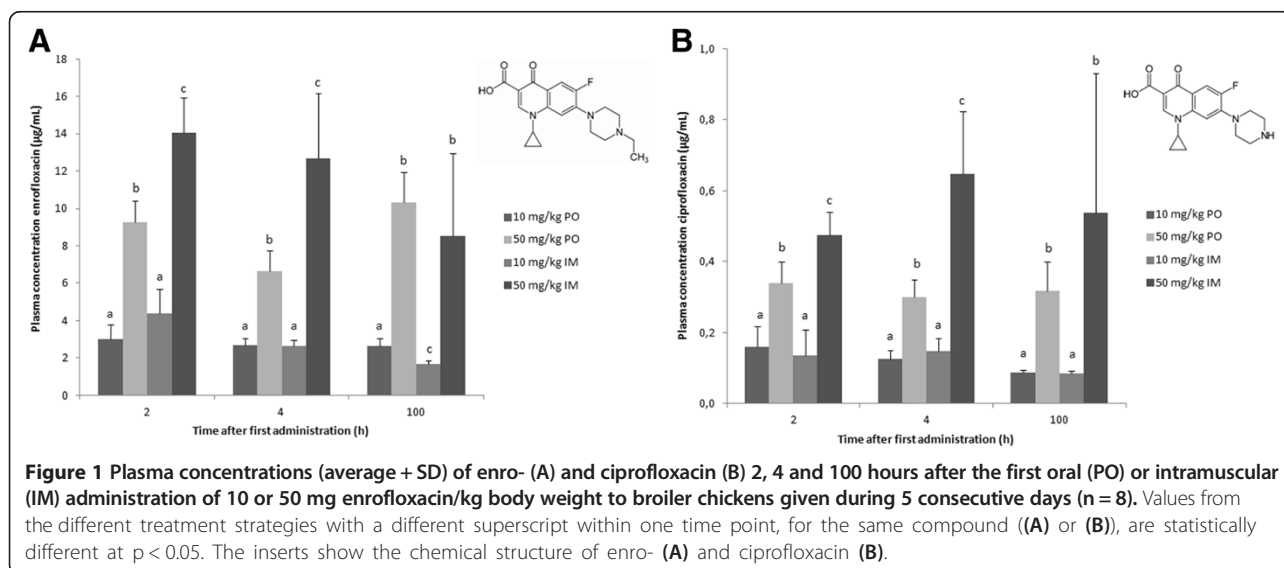 A
Plasma concentration enrofloxacin (µg/mL)
18
16
14
12
10
8
6
4
2
0
a
b
a
c
a
b
a
c
a
b
c
b
2
4
100
Time after first administration (h)
O
O
HO
F
N
N
N
CH₃
10 mg/kg PO
50 mg/kg PO
10 mg/kg IM
50 mg/kg IM
B
Plasma concentration ciprofloxacin (µg/mL)
1,0
0,8
0,6
0,4
0,2
0,0
a
b
a
c
a
b
a
c
a
b
a
b
2
4
100
Time after first administration (h)
O
O
HO
F
N
N
NH
10 mg/kg PO
50 mg/kg PO
10 mg/kg IM
50 mg/kg IM
Figure 1 Plasma concentrations (average + SD) of enro- (A) and ciprofloxacin (B) 2, 4 and 100 hours after the first oral (PO) or intramuscular
(IM) administration of 10 or 50 mg enrofloxacin/kg body weight to broiler chickens given during 5 consecutive days (n = 8). Values from
the different treatment strategies with a different superscript within one time point, for the same compound ((A) or (B)), are statistically
different at p < 0.05. The inserts show the chemical structure of enro- (A) and ciprofloxacin (B).